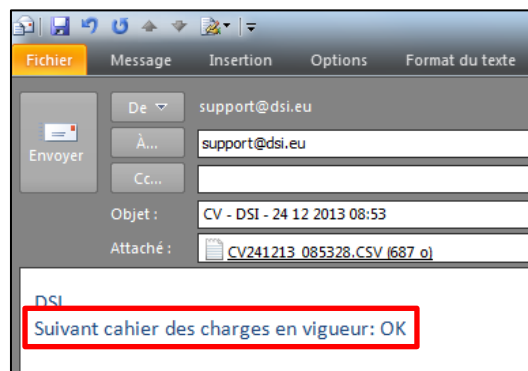 Fichier Message Insertion Options Format du texte
De support@dsi.eu
Envoyer
À... support@dsi.eu
Cc...
Objet : CV - DSI - 24 12 2013 08:53
Attaché : CV241213_085328.CSV (687 o)
DSI
Suivant cahier des charges en vigueur: OK